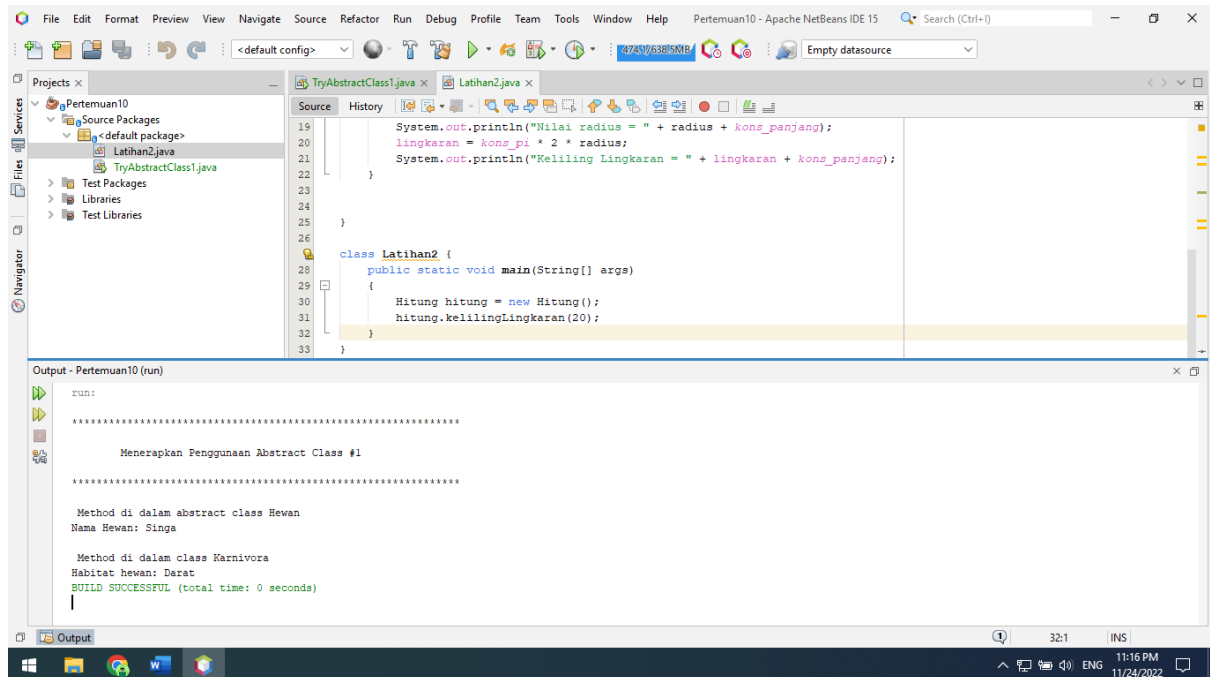 File Edit Format Preview View Navigate Source Refactor Run Debug Profile Team Tools Window Help Pertemuan10 - Apache NetBeans IDE 15 Search (Ctrl+I)
<default config> 474,1/638,5MB Empty datasource
Projects
TryAbstractClass1.java Latihan2.java
Services
Files
Navigator
Pertemuan10
Source Packages
<default package>
Latihan2.java
TryAbstractClass1.java
Test Packages
Libraries
Test Libraries
Source History
19 System.out.println("Nilai radius = " + radius + kons_panjang);
20 lingkaran = kons_pi * 2 * radius;
21 System.out.println("Keliling Lingkaran = " + lingkaran + kons_panjang);
22 }
23
24
25 }
26
class Latihan2 {
28 public static void main(String[] args)
29 {
30 Hitung hitung = new Hitung();
31 hitung.kelilingLingkaran(20);
32 }
33 }
Output - Pertemuan10 (run)
run:
***************************************************************
Menerapkan Penggunaan Abstract Class #1
***************************************************************
Method di dalam abstract class Hewan
Nama Hewan: Singa
Method di dalam class Karnivora
Habitat hewan: Darat
BUILD SUCCESSFUL (total time: 0 seconds)
Output
1 32:1 INS
ENG 11:16 PM
11/24/2022